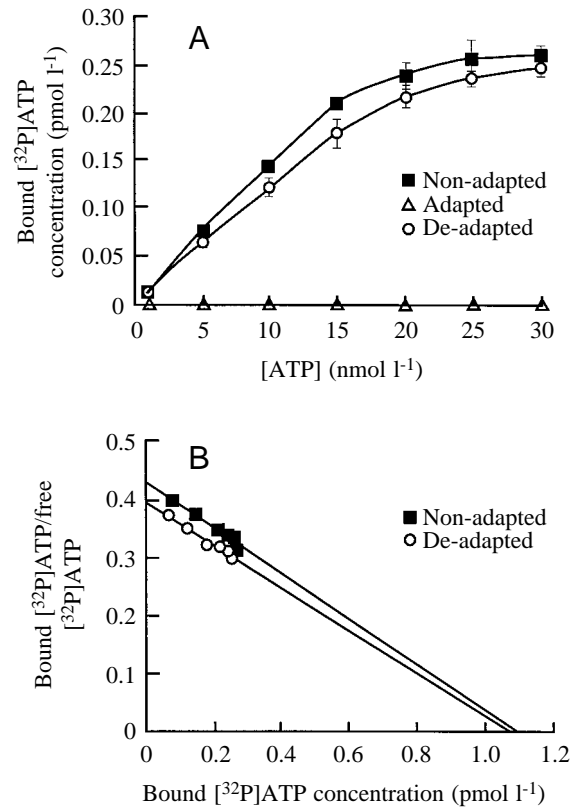 A
Bound [³²P]ATP
concentration (pmol l⁻¹)
0.30
0.25
0.20
0.15
0.10
0.05
0
Non-adapted
Adapted
De-adapted
0 5 10 15 20 25 30
[ATP] (nmol l⁻¹)
B
Bound [³²P]ATP/free
[³²P]ATP
0.5
0.4
0.3
0.2
0.1
0
Non-adapted
De-adapted
0 0.2 0.4 0.6 0.8 1.0 1.2
Bound [³²P]ATP concentration (pmol l⁻¹)